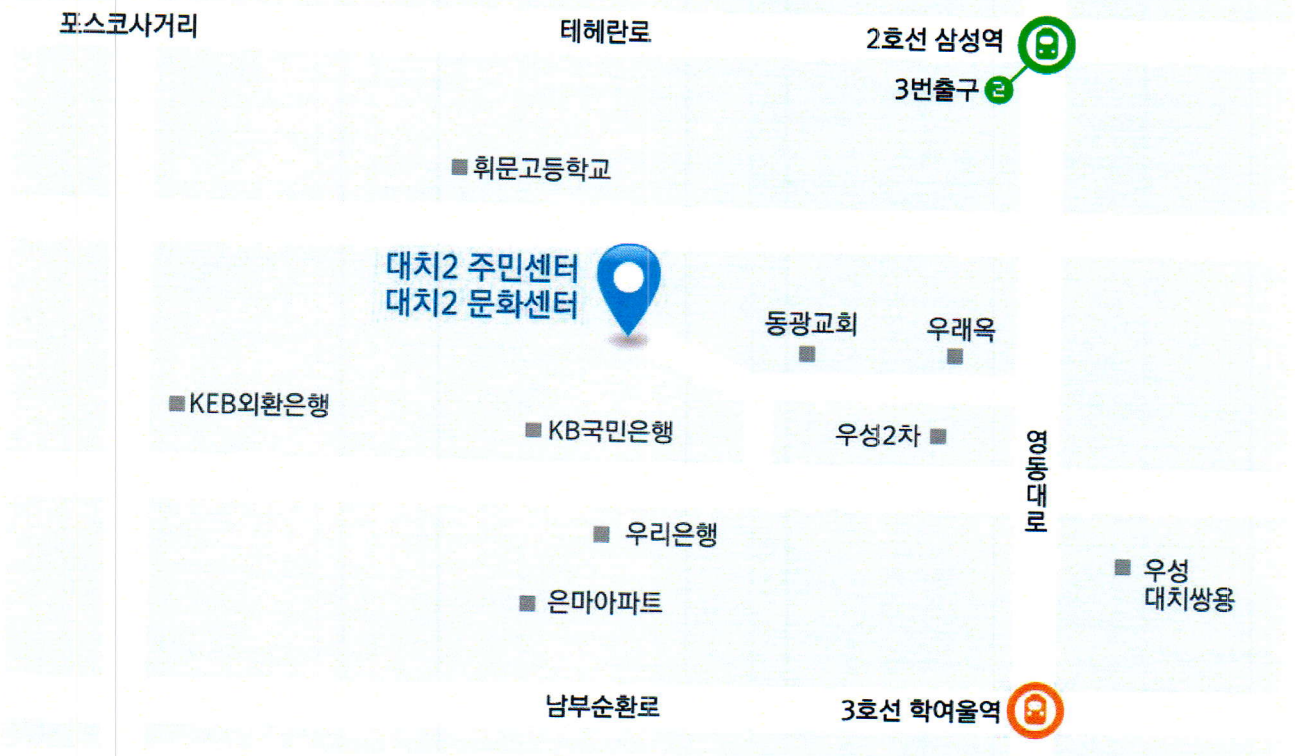 포스코사거리
테헤란로
2호선 삼성역
3번출구 2
휘문고등학교
대치2 주민센터
대치2 문화센터
동광교회
우래옥
KEB외환은행
KB국민은행
우성2차
영동대로
우리은행
우성
대치쌍용
은마아파트
남부순환로
3호선 학여울역